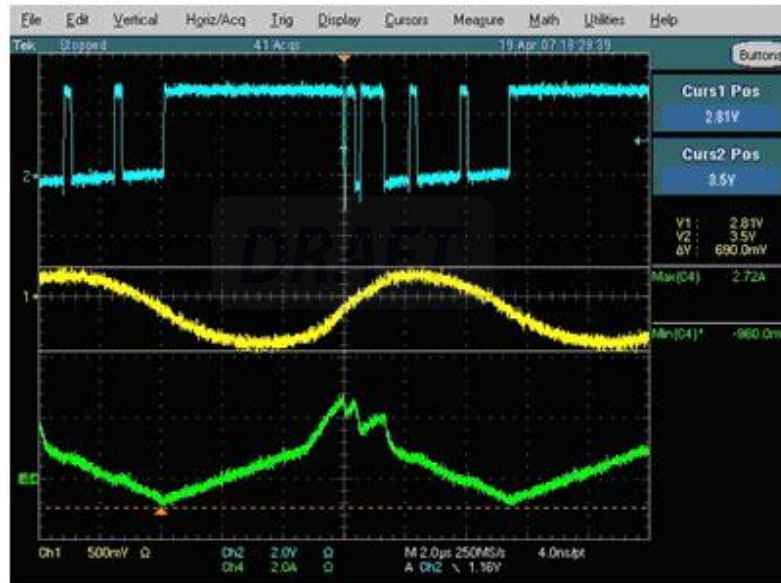 File Edit Vertical Horiz/Acq Trig Display Cursors Measure Math Utilities Help
Tek Stopped 41 Acqs 19 Apr 07 18:29:39
Buttons
Curs1 Pos
2.81V
Curs2 Pos
3.5V
V1 : 2.81V
V2 : 3.5V
ΔV : 690.0mV
Max(C4) 2.72A
Min(C4)* -960.0m
2
1
DRAFT
Ch1 500mV Ω Ch2 2.0V Ω M 2.0µs 250MS/s 4.0ns/pt
Ch4 2.0A Ω A Ch2 \ 1.16V